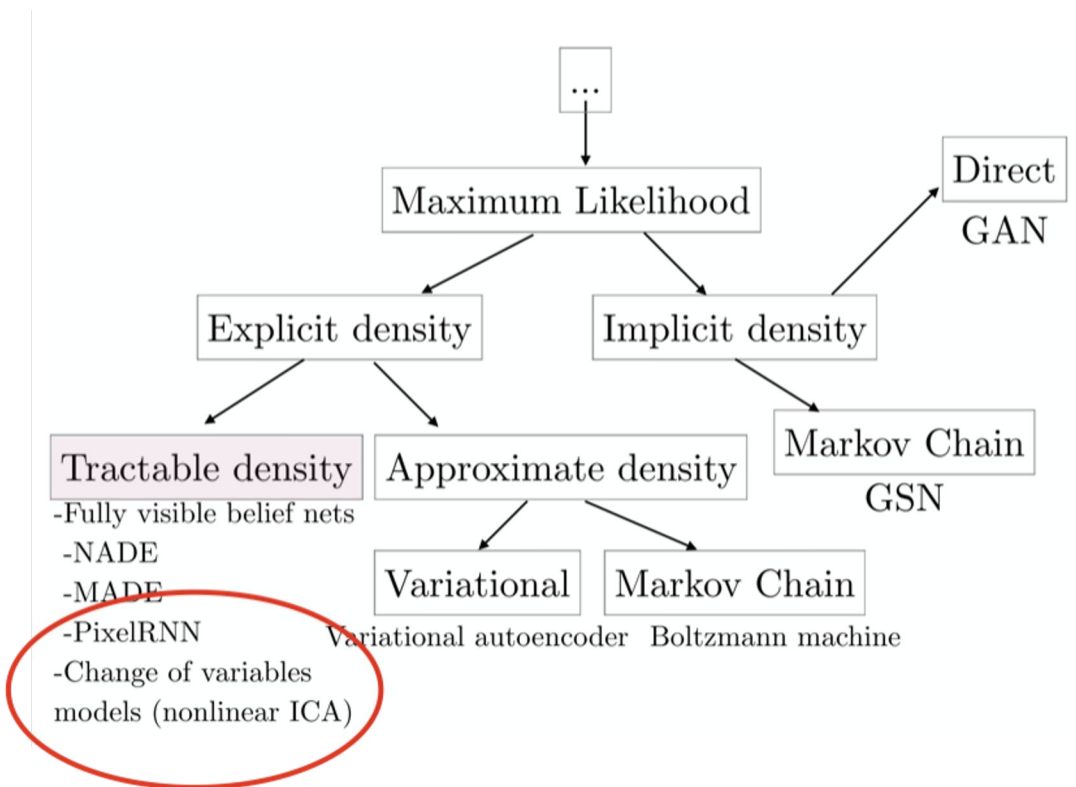 ...
Maximum Likelihood
Direct
GAN
Explicit density
Implicit density
Tractable density
Approximate density
Markov Chain
GSN
-Fully visible belief nets
-NADE
-MADE
-PixelRNN
-Change of variables
models (nonlinear ICA)
Variational
Markov Chain
Variational autoencoder
Boltzmann machine